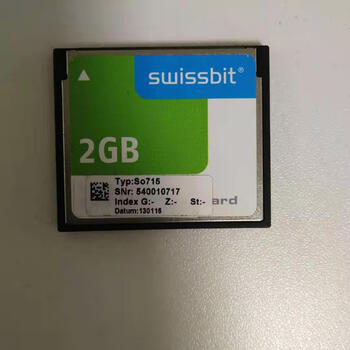 swissbit®
2GB
Typ:So715
SNr: 540010717
Index G:- Z:- St:-
ard
Datum:130116